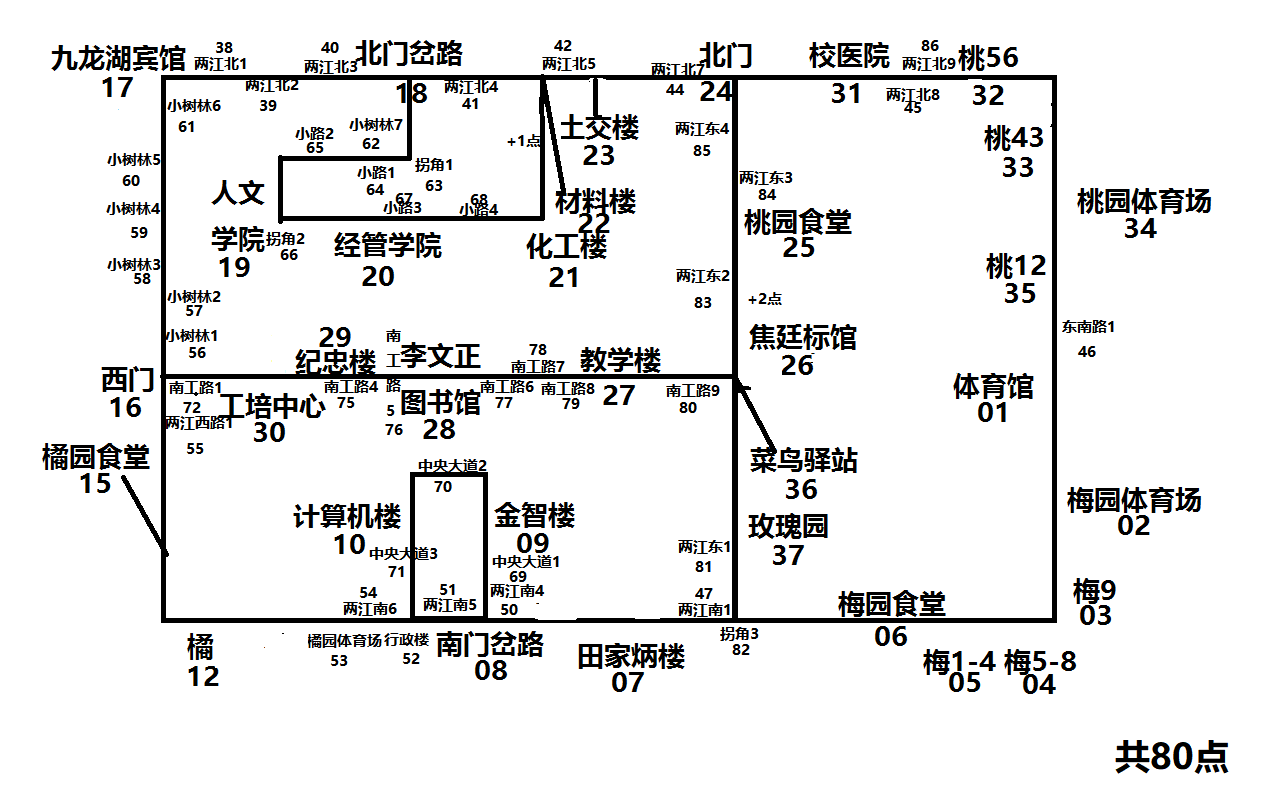 38
40
北门岔路
42
北门
校医院
86
桃56
九龙湖宾馆
两江北1
两江北3
两江北5
两江北7
两江北9
17
两江北2
18
两江北4
44
24
31
两江北8
32
小树林6
39
41
45
61
小路2
小树林7
+1点
土交楼
两江东4
桃43
65
62
23
85
33
小树林5
小路1
拐角1
60
64
63
两江东3
人文
67
68
84
小树林4
小路3
小路4
材料楼
桃园食堂
桃园体育场
59
22
25
34
学院
拐角2
经管学院
化工楼
小树林3
19
66
20
21
两江东2
桃12
58
83
35
小树林2
+2点
57
小树林1
29
南
焦廷标馆
东南路1
56
纪忠楼
工
李文正
78
教学楼
26
46
南工路7
西门
南工路1
南工路4
路
南工路6
南工路8
27
南工路9
体育馆
16
72
工培中心
75
5
图书馆
77
79
80
01
两江西路1
30
76
28
55
橘园食堂
中央大道2
菜鸟驿站
15
70
36
梅园体育场
计算机楼
金智楼
玫瑰园
02
10
09
两江东1
37
中央大道3
中央大道1
81
71
69
54
51
两江南4
47
梅园食堂
梅9
两江南6
两江南5
50
两江南1
06
03
橘
橘园体育场
行政楼
南门岔路
田家炳楼
拐角3
12
53
52
08
07
82
梅1-4
梅5-8
05
04
共80点